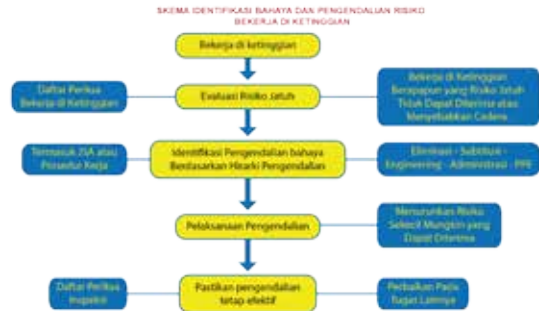 SKEMA IDENTIFIKASI BAHAYA DAN PENGENDALIAN RISIKO
BEKERJA DI KETINGGIAN
Bekerja di ketinggian
Daftar Periksa
Bekerja di Ketinggian
Evaluasi Risiko Jatuh
Bekerja di Ketinggian
Berapapun yang Risiko Jatuh
Tidak Dapat Diterima atau
Menyebabkan Cedera
Termasuk JSA atau
Prosedur Kerja
Identifikasi Pengendalian bahaya
Berdasarkan Hirarki Pengendalian
Eliminasi - Subtitusi -
Engineering - Administrasi - PPE
Pelaksanaan Pengendalian
Menurunkan Risiko
Sekecil Mungkin yang
Dapat Diterima
Daftar Periksa
Inspeksi
Pastikan pengendalian
tetap efektif
Perbaikan Pada
Tugas Lainnya